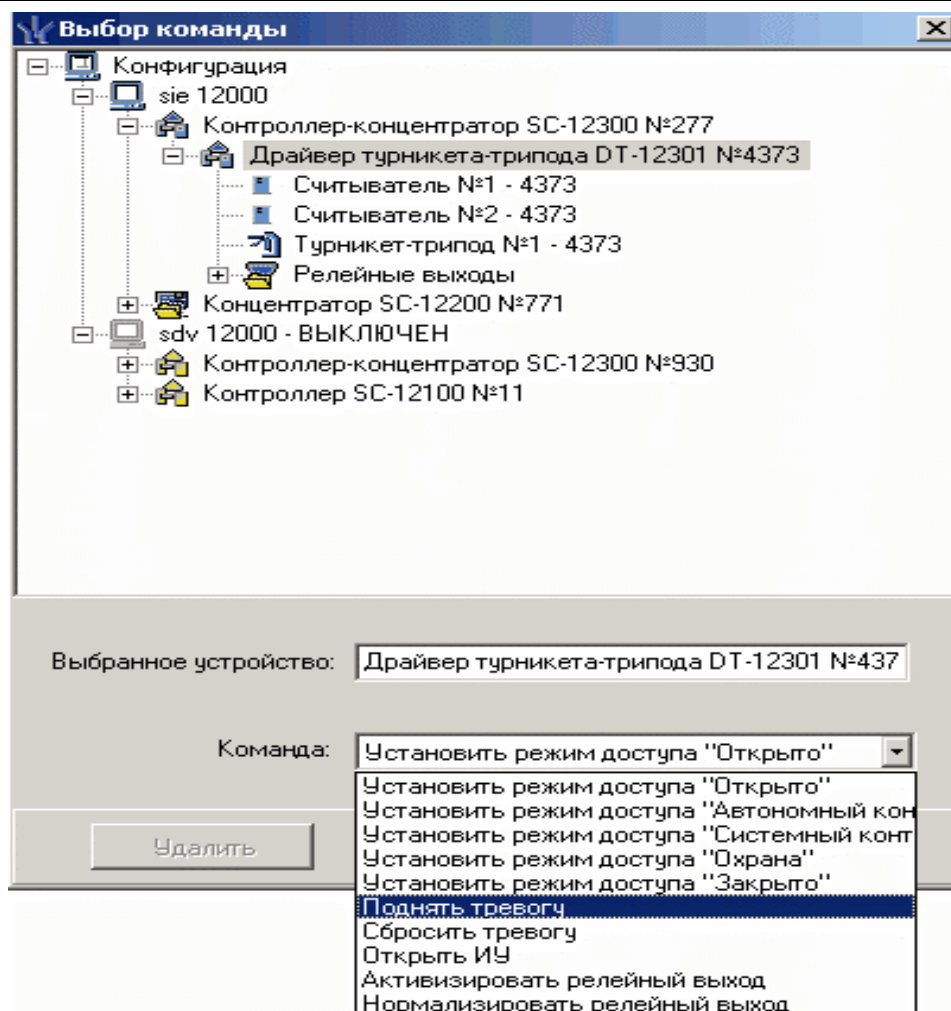 Выбор команды
Конфигурация
sie 12000
Контроллер-концентратор SC-12300 №277
Драйвер турникета-трипода DT-12301 №4373
Считыватель №1 - 4373
Считыватель №2 - 4373
Турникет-трипод №1 - 4373
Релейные выходы
Концентратор SC-12200 №771
sdv 12000 - ВЫКЛЮЧЕН
Контроллер-концентратор SC-12300 №930
Контроллер SC-12100 №11
Выбранное устройство: Драйвер турникета-трипода DT-12301 №437
Команда: Установить режим доступа "Открыто"
Установить режим доступа "Открыто"
Установить режим доступа "Автономный кон
Установить режим доступа "Системный конт
Удалить
Установить режим доступа "Охрана"
Установить режим доступа "Закрыто"
Поднять тревогу
Сбросить тревогу
Открыть ИУ
Активизировать релейный выход
Нормализировать релейный выход